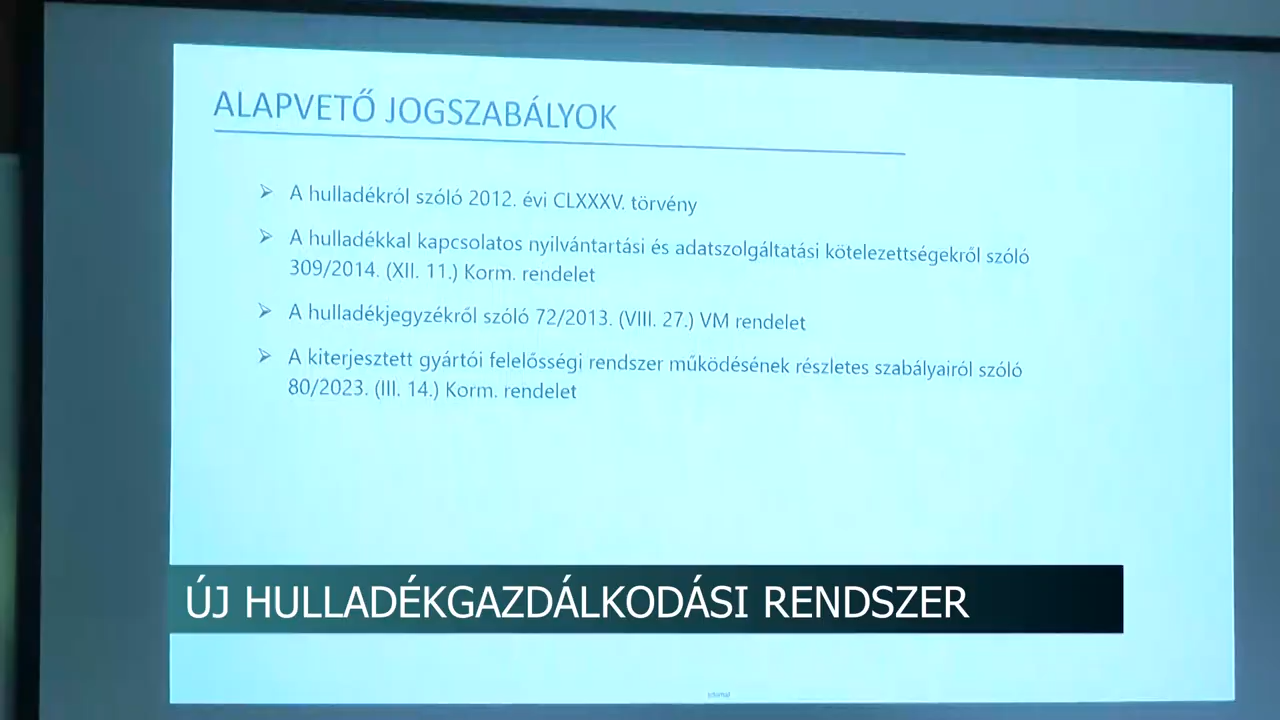 ALAPVETŐ JOGSZABÁLYOK
A hulladékról szóló 2012. évi CLXXXV. törvény
A hulladékkal kapcsolatos nyilvántartási és adatszolgáltatási kötelezettségekről szóló
309/2014. (XII. 11.) Korm. rendelet
A hulladékjegyzékről szóló 72/2013. (VIII. 27.) VM rendelet
A kiterjesztett gyártói felelősségi rendszer működésének részletes szabályairól szóló
80/2023. (III. 14.) Korm. rendelet
ÚJ HULLADÉKGAZDÁLKODÁSI RENDSZER